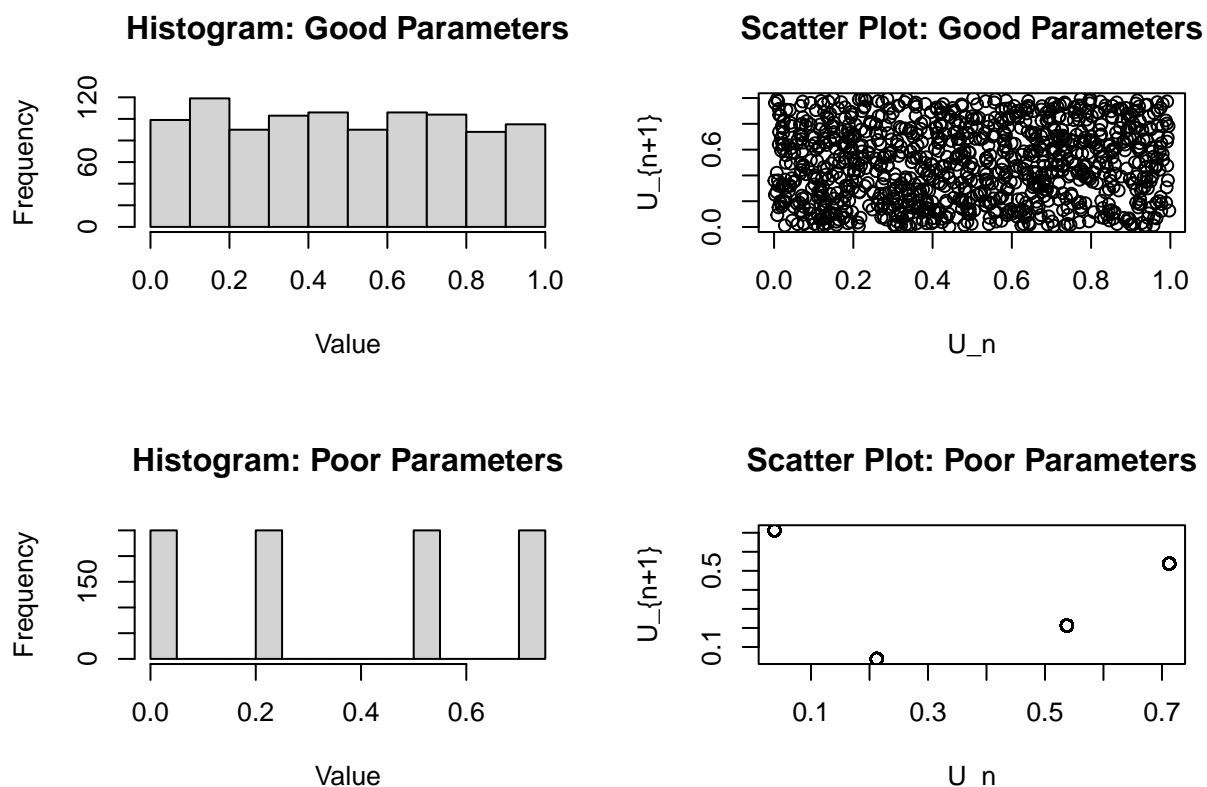 Histogram: Good Parameters
Frequency
0 60 120
0.0 0.2 0.4 0.6 0.8 1.0
Value
Scatter Plot: Good Parameters
U_{n+1}
0.0 0.6
0.0 0.2 0.4 0.6 0.8 1.0
U_n
Histogram: Poor Parameters
Frequency
0 150
0.0 0.2 0.4 0.6
Value
Scatter Plot: Poor Parameters
U_{n+1}
0.1 0.5
0.1 0.3 0.5 0.7
U_n